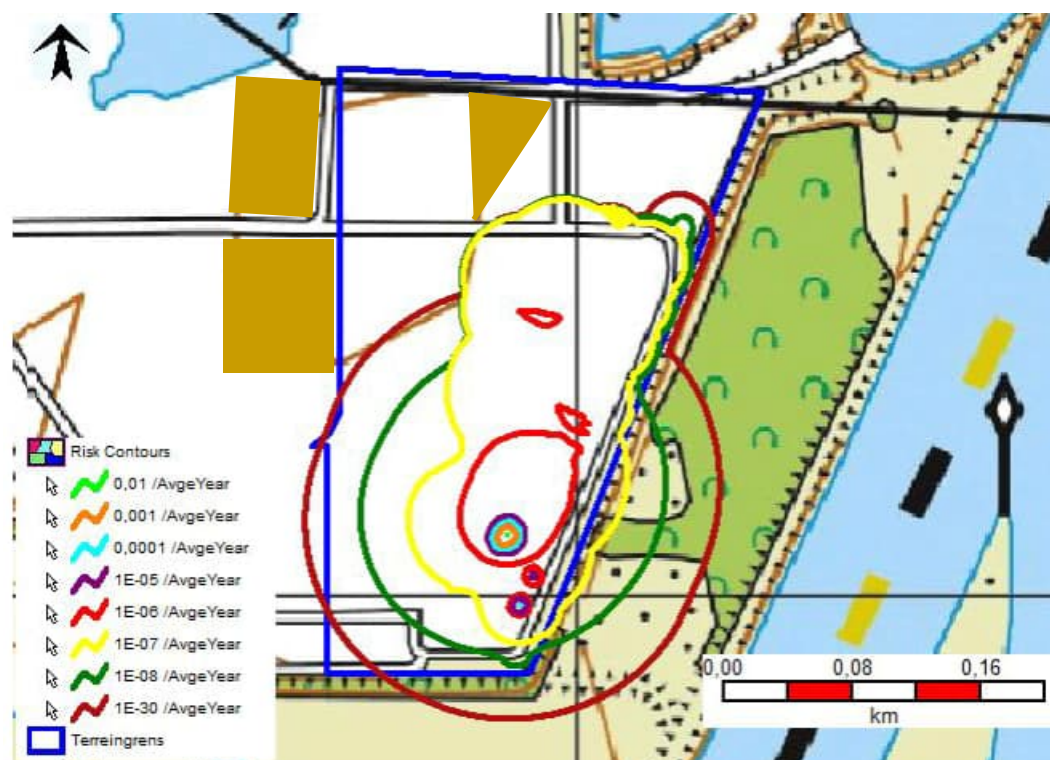 Risk Contours
0,01 /AvgeYear
0,001 /AvgeYear
0,0001 /AvgeYear
1E-05 /AvgeYear
1E-06 /AvgeYear
1E-07 /AvgeYear
1E-08 /AvgeYear
1E-30 /AvgeYear
Terreingrens
0,00 0,08 0,16
km